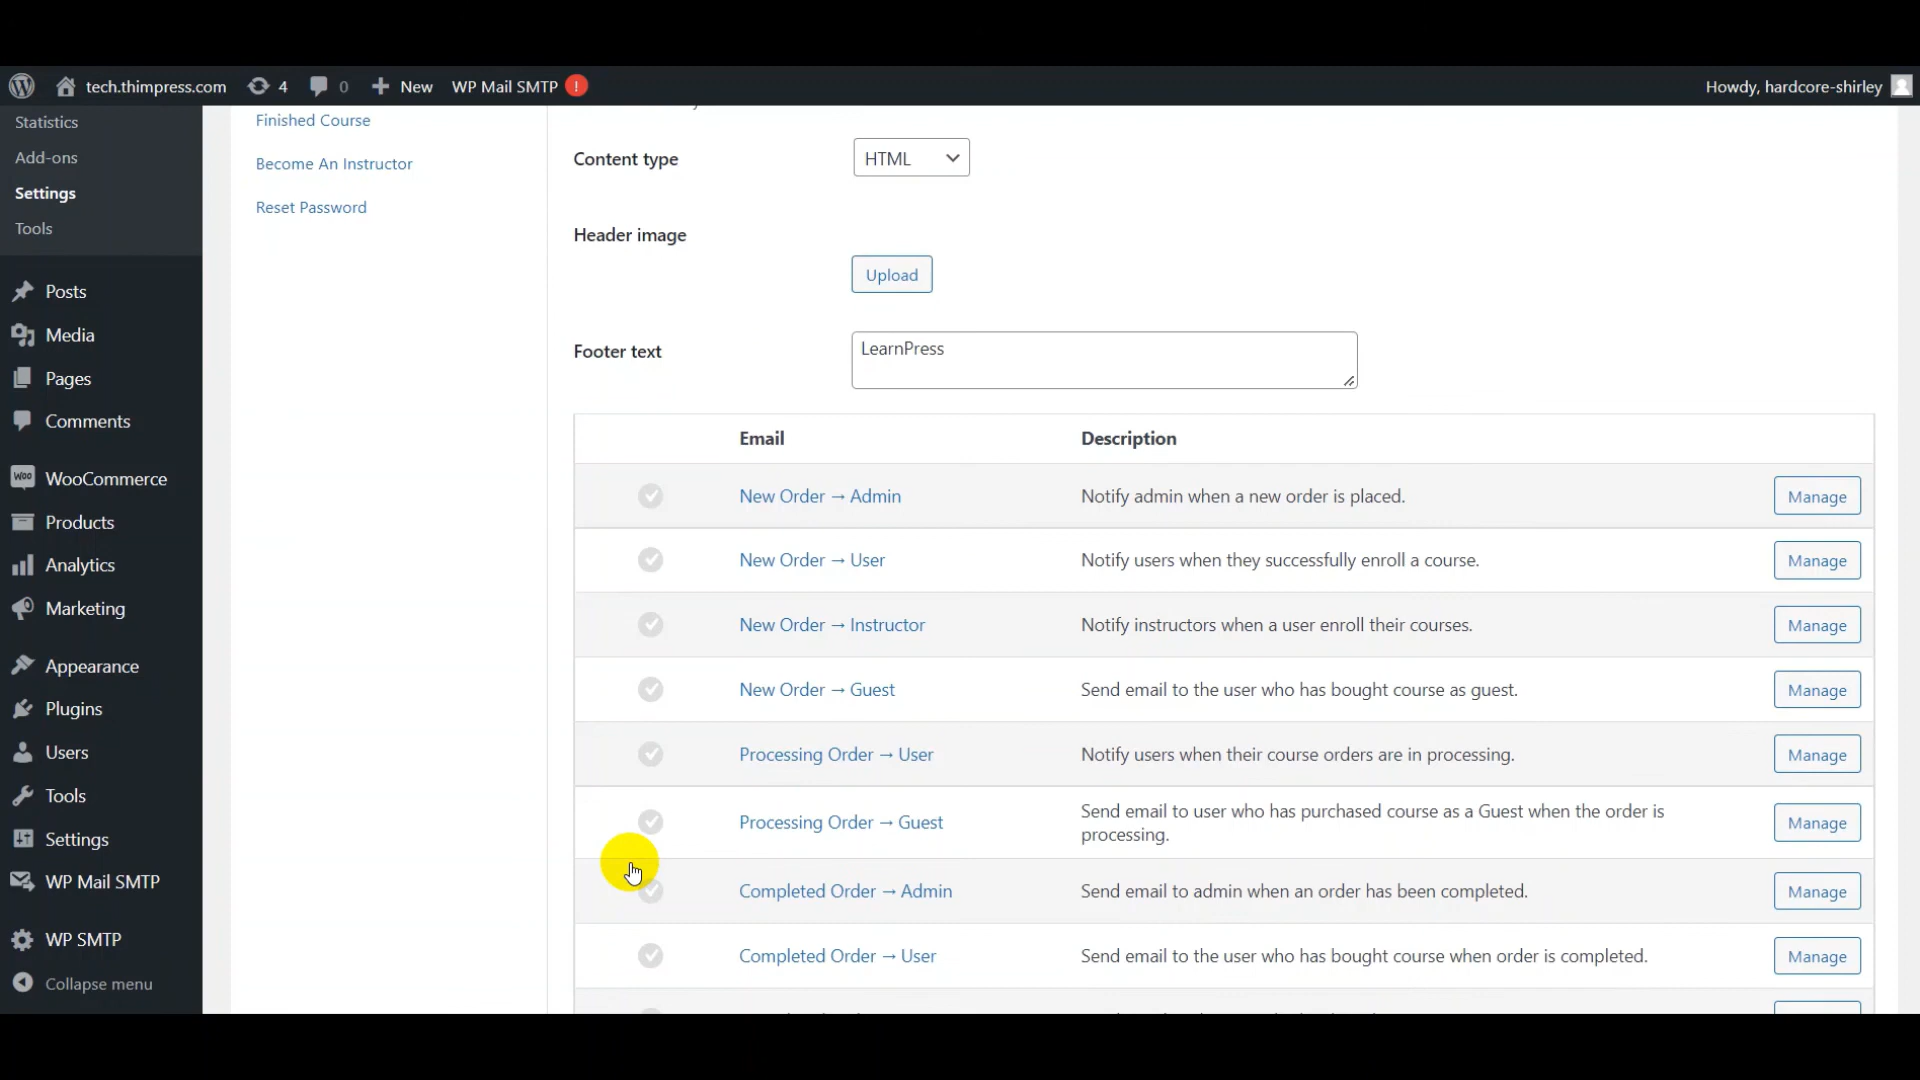 tech.thimpress.com 4 0 New WP Mail SMTP ! Howdy, hardcore-shirley
Statistics
Add-ons
Settings
Tools
Posts
Media
Pages
Comments
Woo WooCommerce
Products
Analytics
Marketing
Appearance
Plugins
Users
Tools
Settings
WP Mail SMTP
WP SMTP
Collapse menu
Finished Course
Become An Instructor
Reset Password
Content type HTML
Header image
Upload
Footer text LearnPress
Email Description
New Order → Admin Notify admin when a new order is placed. Manage
New Order → User Notify users when they successfully enroll a course. Manage
New Order → Instructor Notify instructors when a user enroll their courses. Manage
New Order → Guest Send email to the user who has bought course as guest. Manage
Processing Order → User Notify users when their course orders are in processing. Manage
Processing Order → Guest Send email to user who has purchased course as a Guest when the order is
processing. Manage
Completed Order → Admin Send email to admin when an order has been completed. Manage
Completed Order → User Send email to the user who has bought course when order is completed. Manage